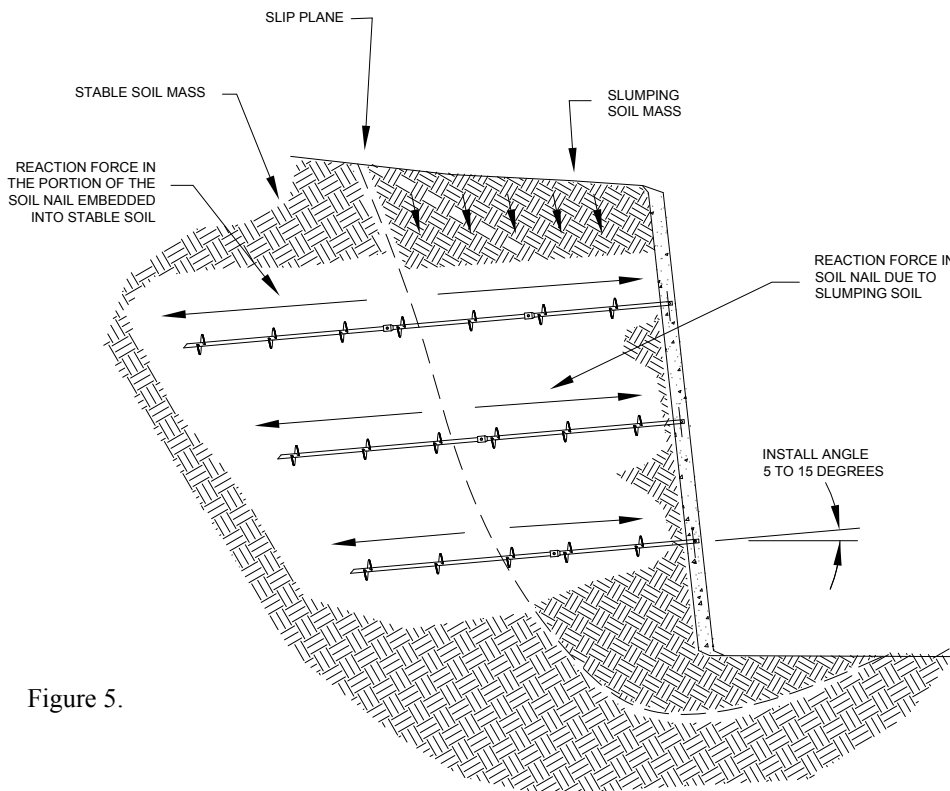 SLIP PLANE
STABLE SOIL MASS
SLUMPING
SOIL MASS
REACTION FORCE IN
THE PORTION OF THE
SOIL NAIL EMBEDDED
INTO STABLE SOIL
REACTION FORCE IN
SOIL NAIL DUE TO
SLUMPING SOIL
INSTALL ANGLE
5 TO 15 DEGREES
Figure 5.